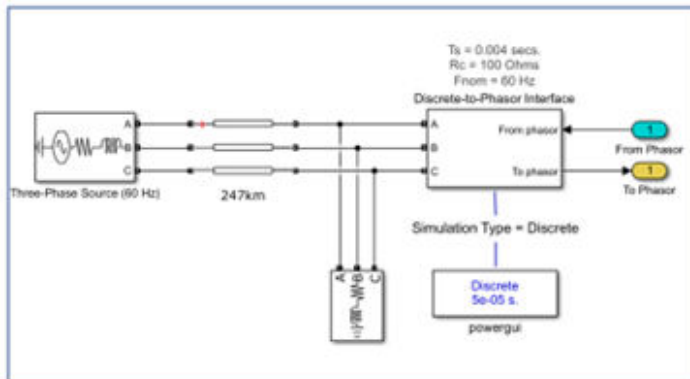 Ts = 0.004 secs.
Rc = 100 Ohms
Fnom = 60 Hz
Discrete-to-Phasor Interface
A
B
C
Three-Phase Source (60 Hz)
247km
A
B
C
From phasor
To phasor
1
From Phasor
1
To Phasor
Simulation Type = Discrete
A
B
C
Discrete
5e-05 s.
powergui